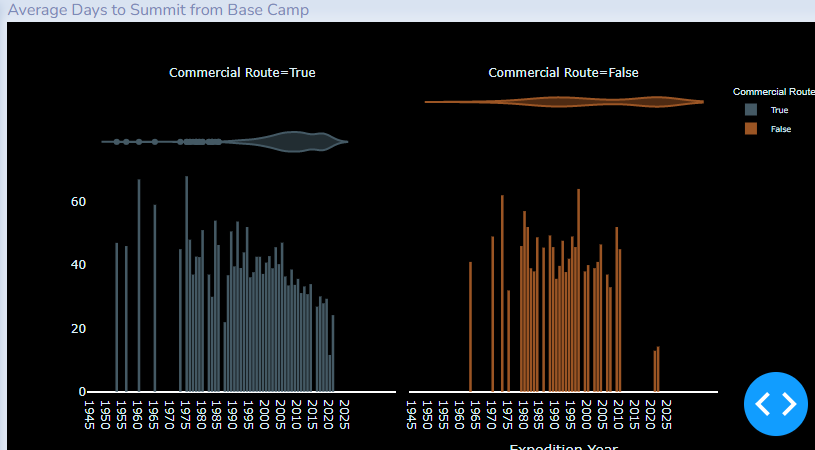 Average Days to Summit from Base Camp
Commercial Route=True
Commercial Route=False
Commercial Route
True
False
60
40
20
0
1945 1950 1955 1960 1965 1970 1975 1980 1985 1990 1995 2000 2005 2010 2015 2020 2025
1945 1950 1955 1960 1965 1970 1975 1980 1985 1990 1995 2000 2005 2010 2015 2020 2025
Expedition Year